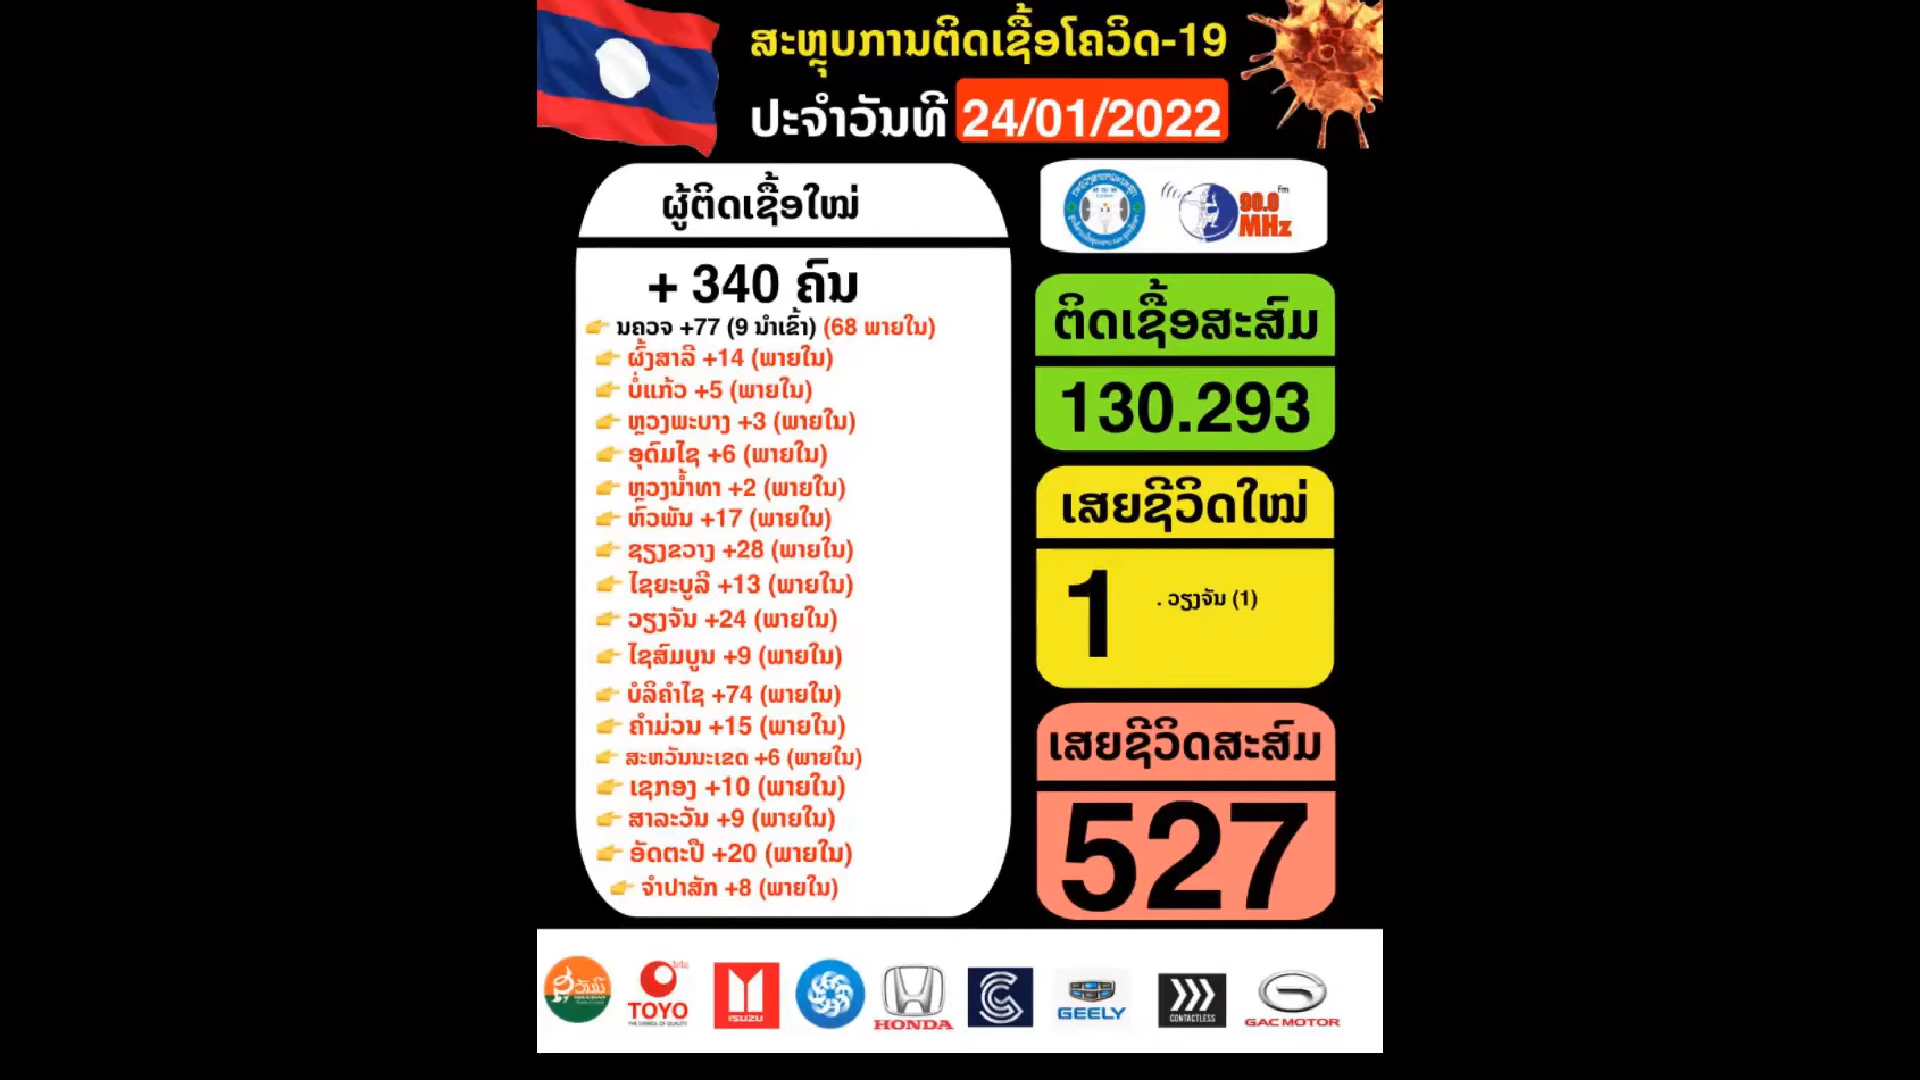 ສະຫຼຸບການຕິດເຊື້ອໂຄວິດ-19
ປະຈຳວັນທີ 24/01/2022
ຜູ້ຕິດເຊື້ອໃໝ່
+ 340 ຄົນ
👉 ນຄວຈ +77 (9 ນຳເຂົ້າ) (68 ພາຍໃນ)
👉 ຜົ້ງສາລີ +14 (ພາຍໃນ)
👉 ບໍ່ແກ້ວ +5 (ພາຍໃນ)
👉 ຫຼວງພະບາງ +3 (ພາຍໃນ)
👉 ອຸດົມໄຊ +6 (ພາຍໃນ)
👉 ຫຼວງນ້ຳທາ +2 (ພາຍໃນ)
👉 ຫົວພັນ +17 (ພາຍໃນ)
👉 ຊຽງຂວາງ +28 (ພາຍໃນ)
👉 ໄຊຍະບູລີ +13 (ພາຍໃນ)
👉 ວຽງຈັນ +24 (ພາຍໃນ)
👉 ໄຊສົມບູນ +9 (ພາຍໃນ)
👉 ບໍລິຄຳໄຊ +74 (ພາຍໃນ)
👉 ຄຳມ່ວນ +15 (ພາຍໃນ)
👉 ສະຫວັນນະເຂດ +6 (ພາຍໃນ)
👉 ເຊກອງ +10 (ພາຍໃນ)
👉 ສາລະວັນ +9 (ພາຍໃນ)
👉 ອັດຕະປື +20 (ພາຍໃນ)
👉 ຈຳປາສັກ +8 (ພາຍໃນ)
90.0 fm
MHz
ຕິດເຊື້ອສະສົມ
130.293
ເສຍຊີວິດໃໝ່
1 . ວຽງຈັນ (1)
ເສຍຊີວິດສະສົມ
527
TOYO
ISUZU
HONDA
GEELY
CONTACTLESS
GAC MOTOR